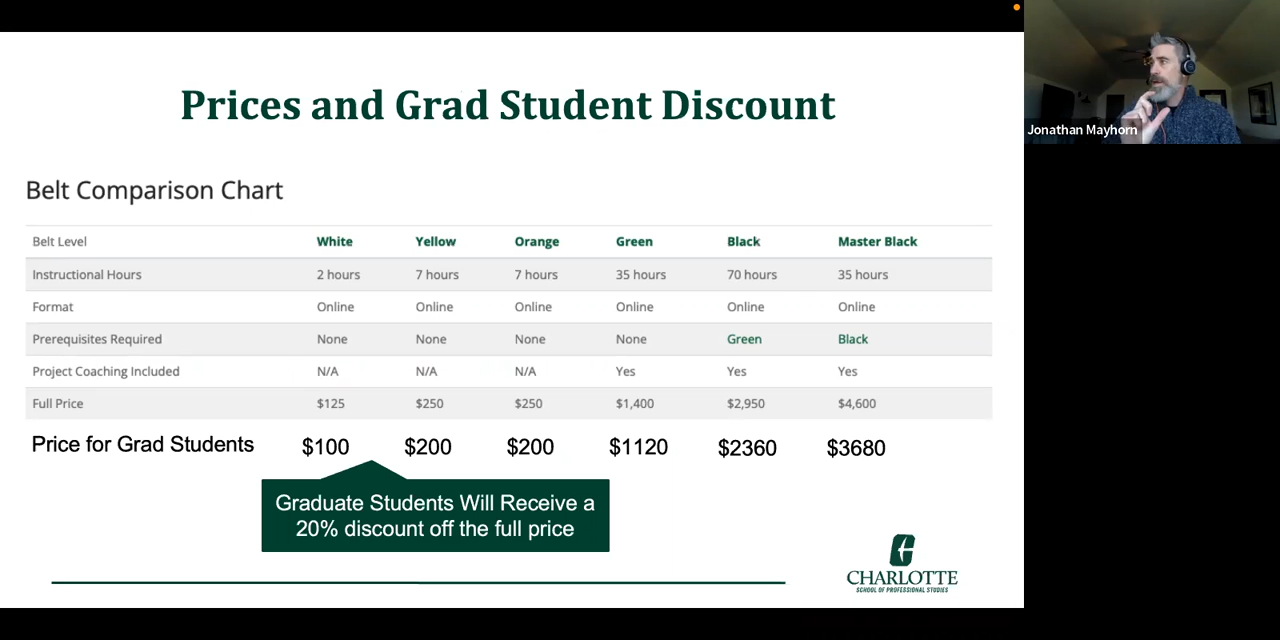 Prices and Grad Student Discount
Jonathan Mayhorn
Belt Comparison Chart
Belt Level White Yellow Orange Green Black Master Black
Instructional Hours 2 hours 7 hours 7 hours 35 hours 70 hours 35 hours
Format Online Online Online Online Online Online
Prerequisites Required None None None None Green Black
Project Coaching Included N/A N/A N/A Yes Yes Yes
Full Price $125 $250 $250 $1,400 $2,950 $4,600
Price for Grad Students $100 $200 $200 $1120 $2360 $3680
Graduate Students Will Receive a
20% discount off the full price
CHARLOTTE
SCHOOL OF PROFESSIONAL STUDIES